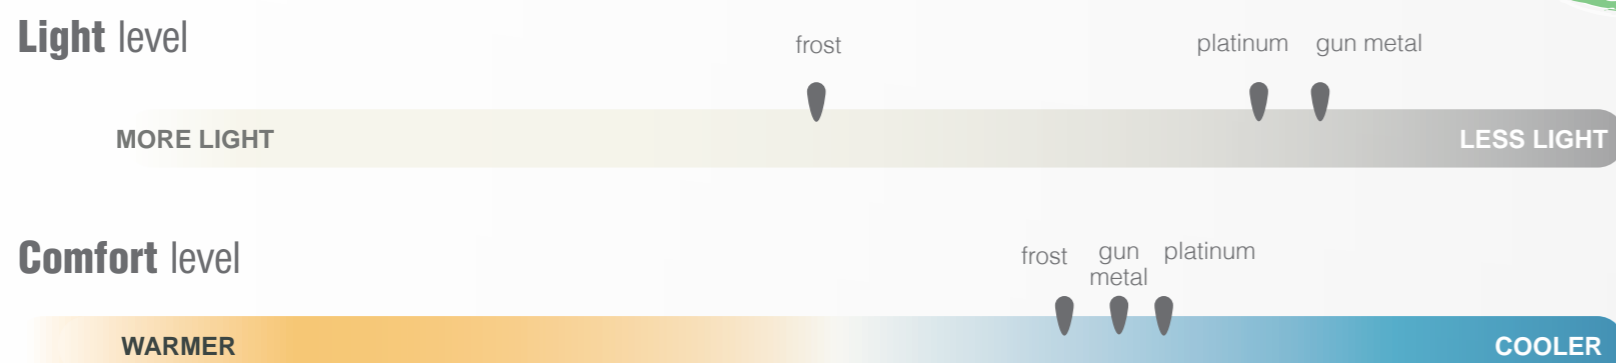 Light level
frost
platinum
gun metal
MORE LIGHT
LESS LIGHT
Comfort level
frost
gun
metal
platinum
WARMER
COOLER